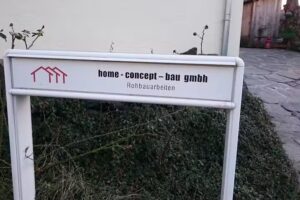 home · concept – bau gmbh
Rohbauarbeiten